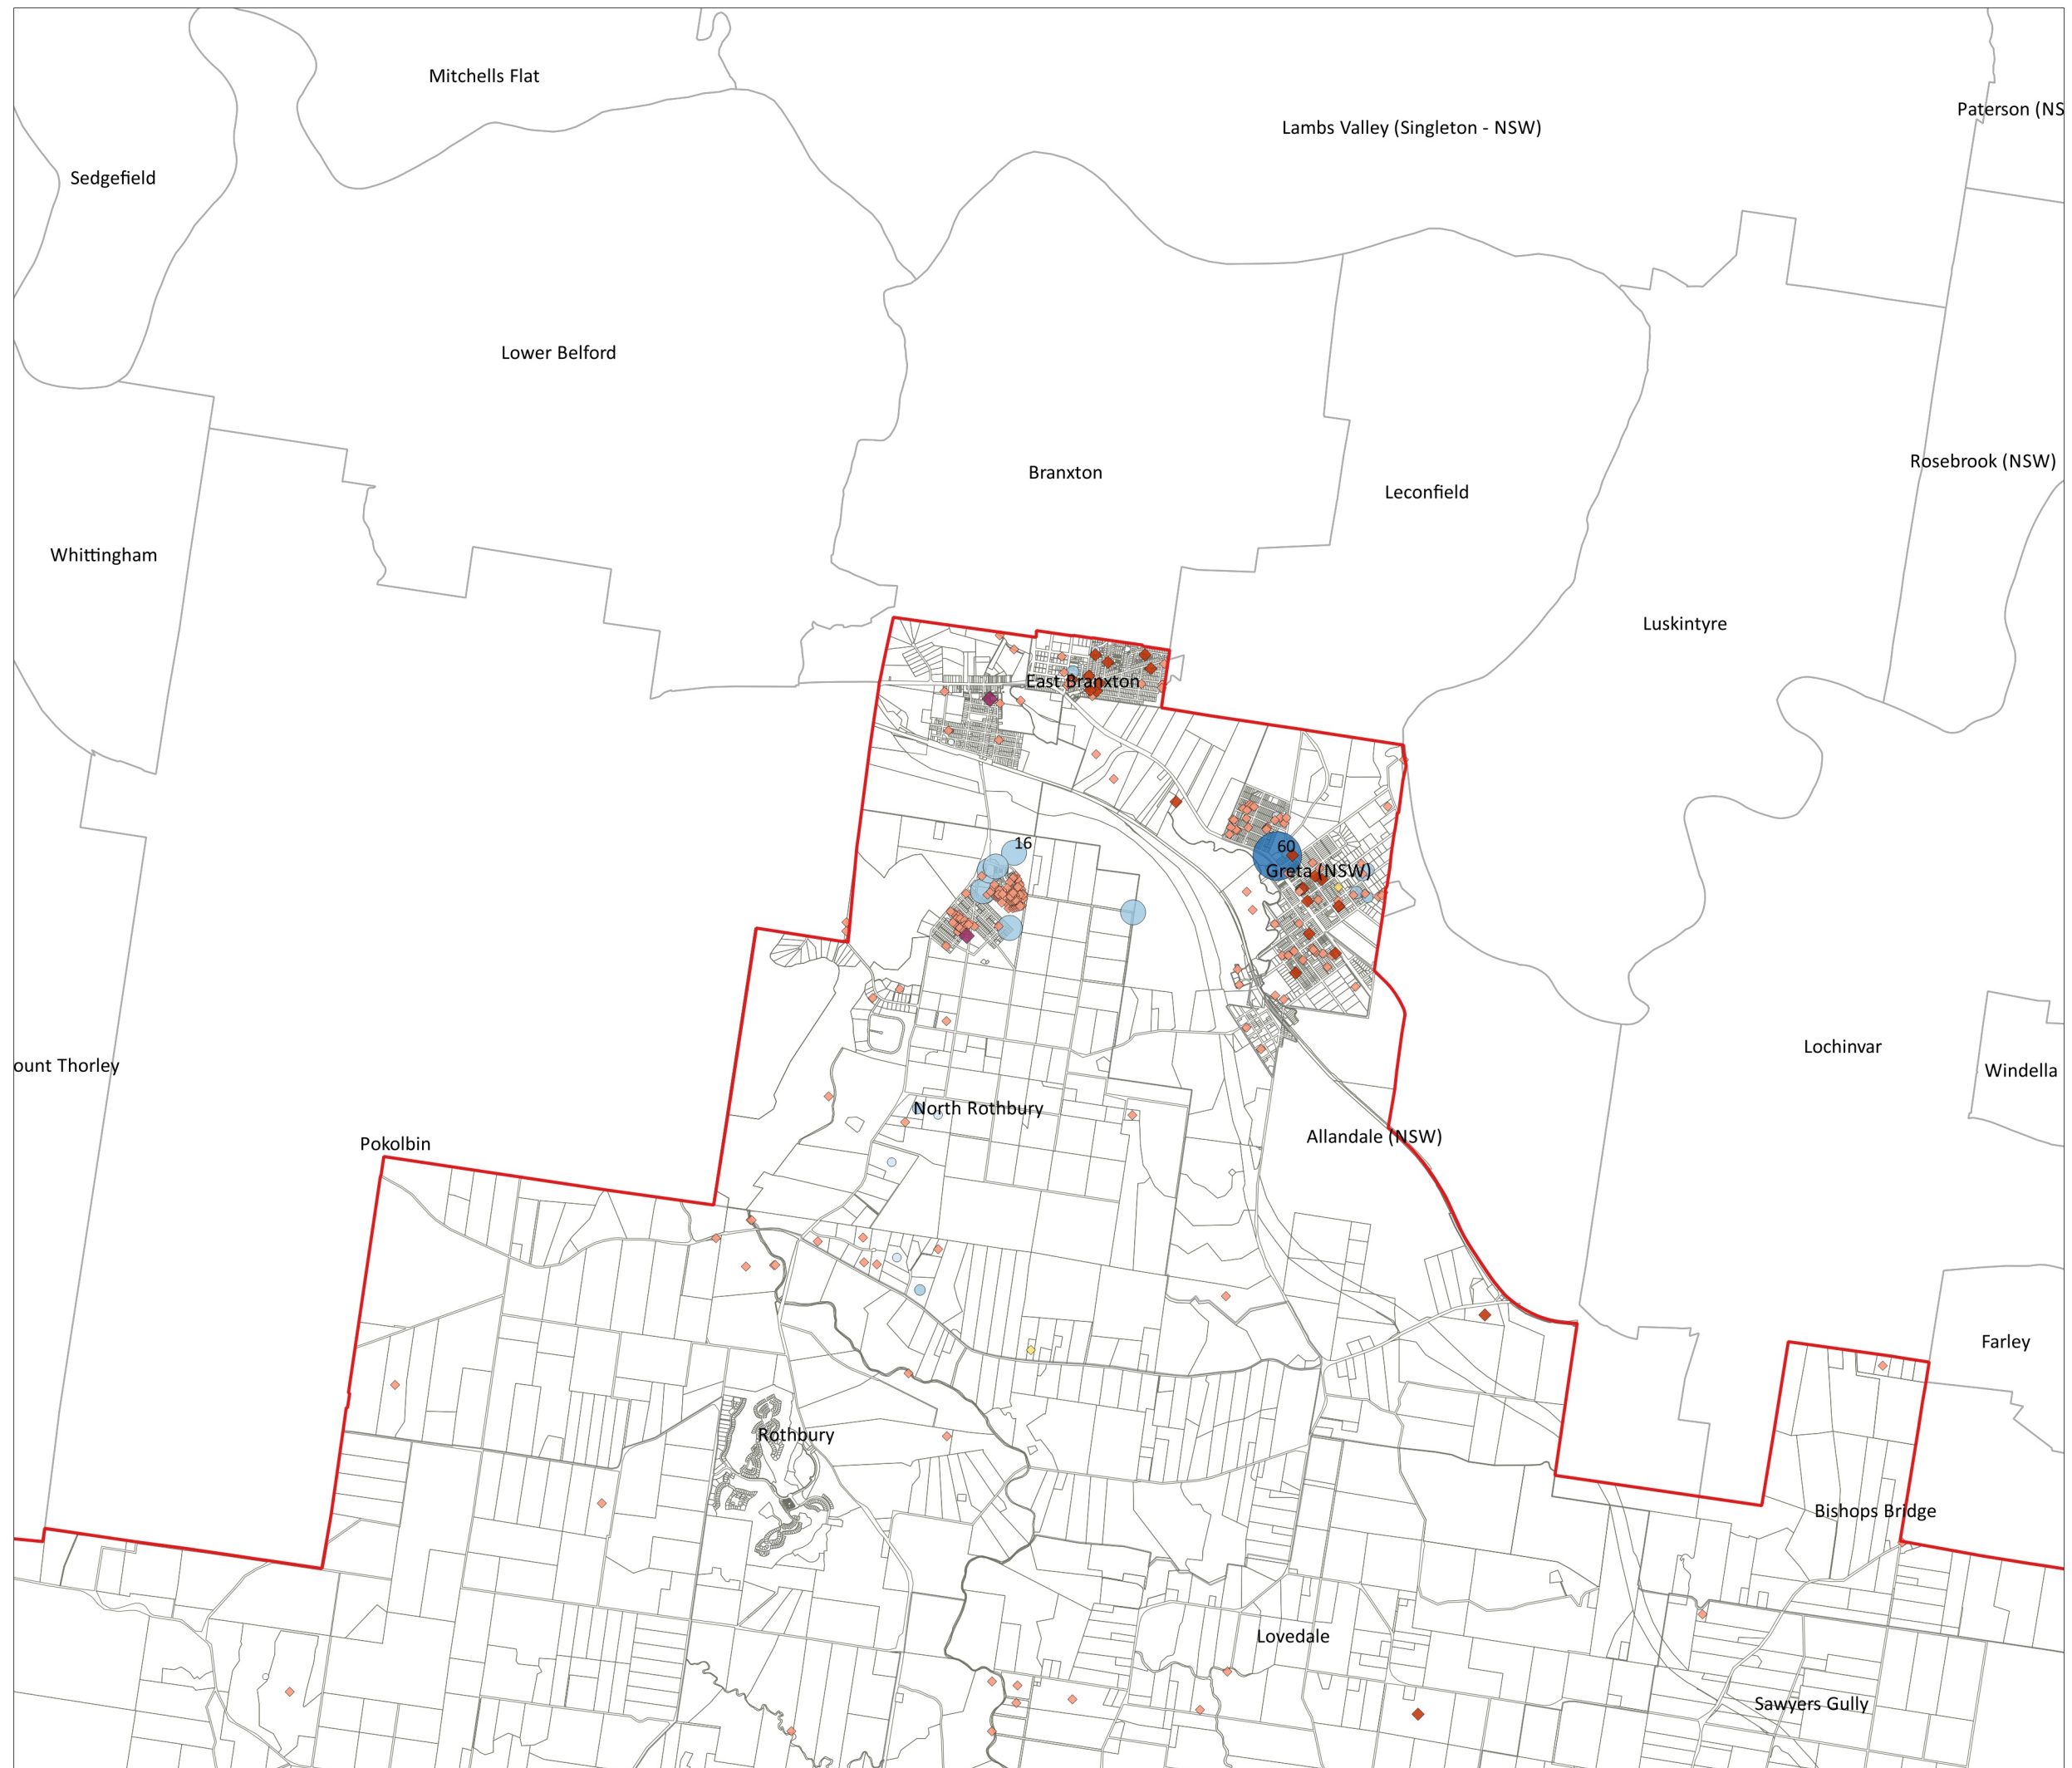 Mitchells Flat
Paterson (NS
Lambs Valley (Singleton - NSW)
Sedgefield
Lower Belford
Rosebrook (NSW)
Branxton
Leconfield
Whittingham
Luskintyre
East Branxton
16
60
Greta (NSW)
Lochinvar
ount Thorley
Windella
North Rothbury
Allandale (NSW)
Pokolbin
Farley
Rothbury
Bishops Bridge
Lovedale
Sawyers Gully